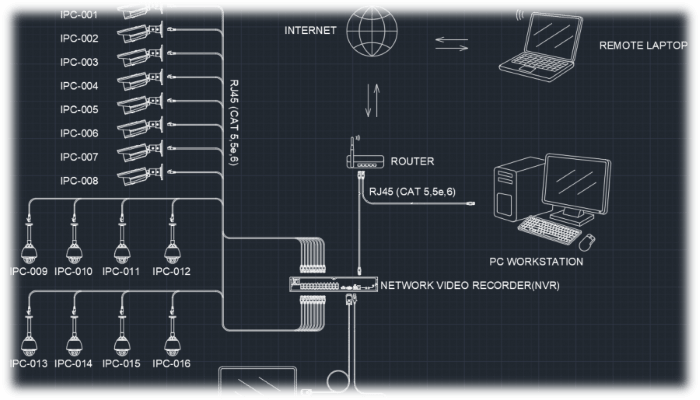 IPC-001
IPC-002
IPC-003
IPC-004
IPC-005
IPC-006
IPC-007
IPC-008
RJ45 (CAT 5,5e,6)
INTERNET
REMOTE LAPTOP
ROUTER
RJ45 (CAT 5,5e,6)
PC WORKSTATION
IPC-009 IPC-010 IPC-011 IPC-012
NETWORK VIDEO RECORDER(NVR)
IPC-013 IPC-014 IPC-015 IPC-016